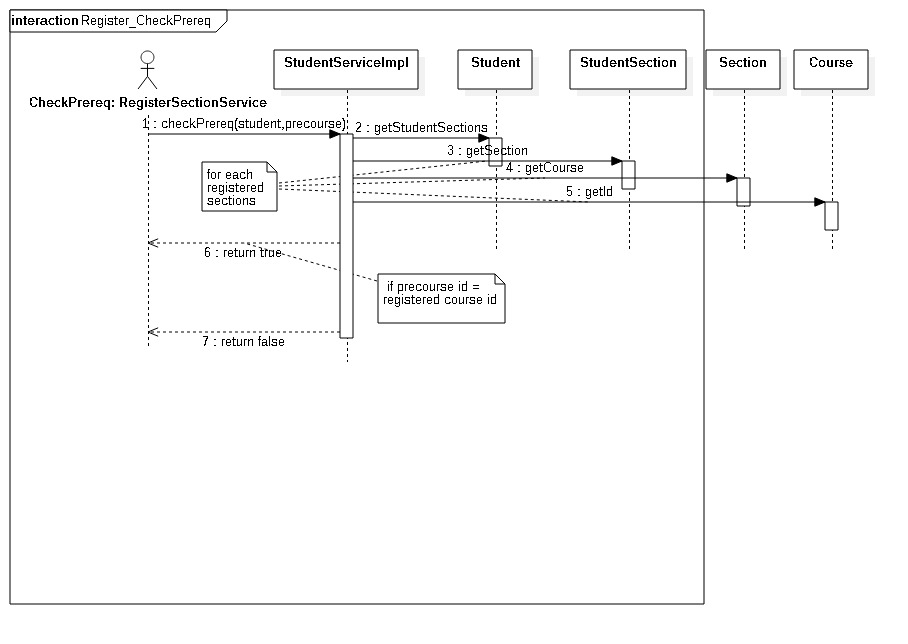 interaction Register_CheckPrereq
StudentServiceImpl
Student
StudentSection
Section
Course
CheckPrereq: RegisterSectionService
1 : checkPrereq(student,precourse)
2 : getStudentSections
3 : getSection
4 : getCourse
for each
registered
sections
5 : getId
6 : return true
if precourse id =
registered course id
7 : return false